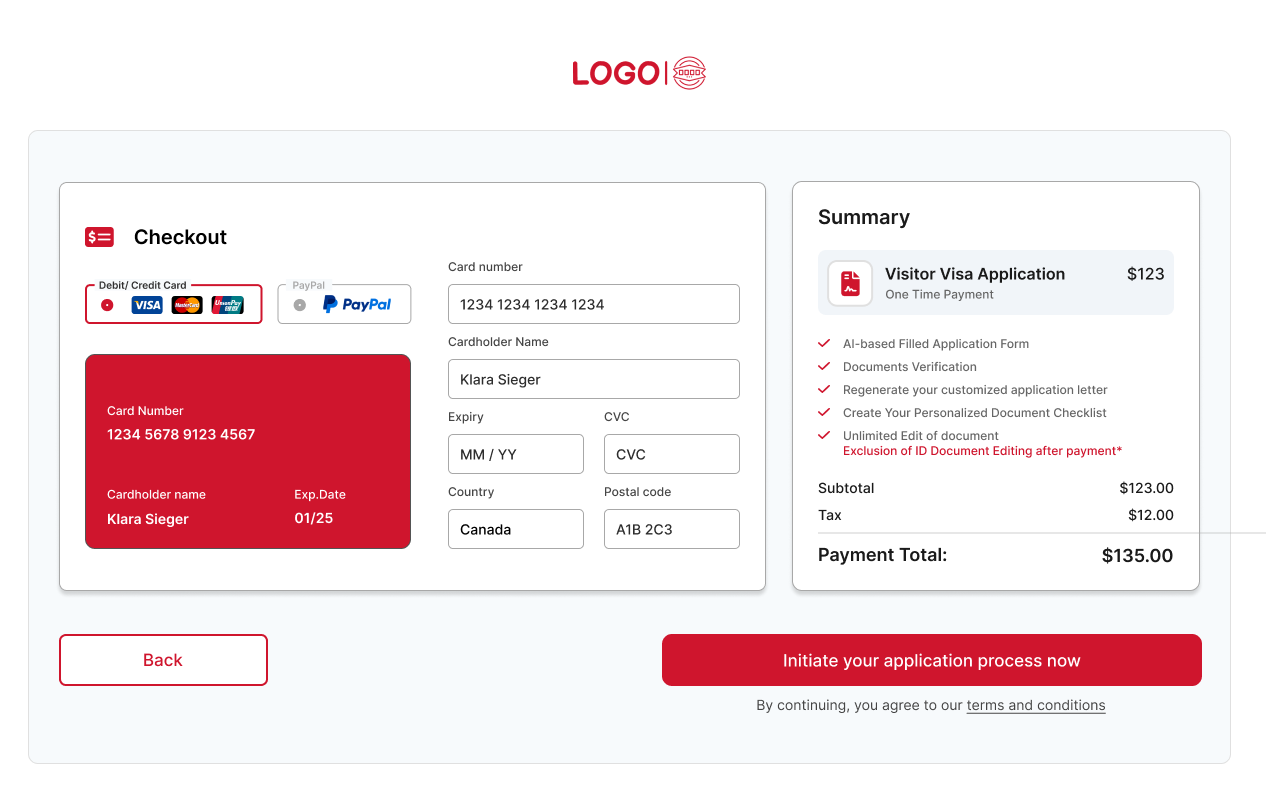 LOGO
Checkout
Debit/ Credit Card
VISA
MasterCard
UnionPay
银联
PayPal
PayPal
Card Number
1234 5678 9123 4567
Cardholder name
Exp.Date
Klara Sieger
01/25
Card number
1234 1234 1234 1234
Cardholder Name
Klara Sieger
Expiry
CVC
MM / YY
CVC
Country
Postal code
Canada
A1B 2C3
Summary
Visitor Visa Application
$123
One Time Payment
AI-based Filled Application Form
Documents Verification
Regenerate your customized application letter
Create Your Personalized Document Checklist
Unlimited Edit of document
Exclusion of ID Document Editing after payment*
Subtotal
$123.00
Tax
$12.00
Payment Total:
$135.00
Back
Initiate your application process now
By continuing, you agree to our terms and conditions